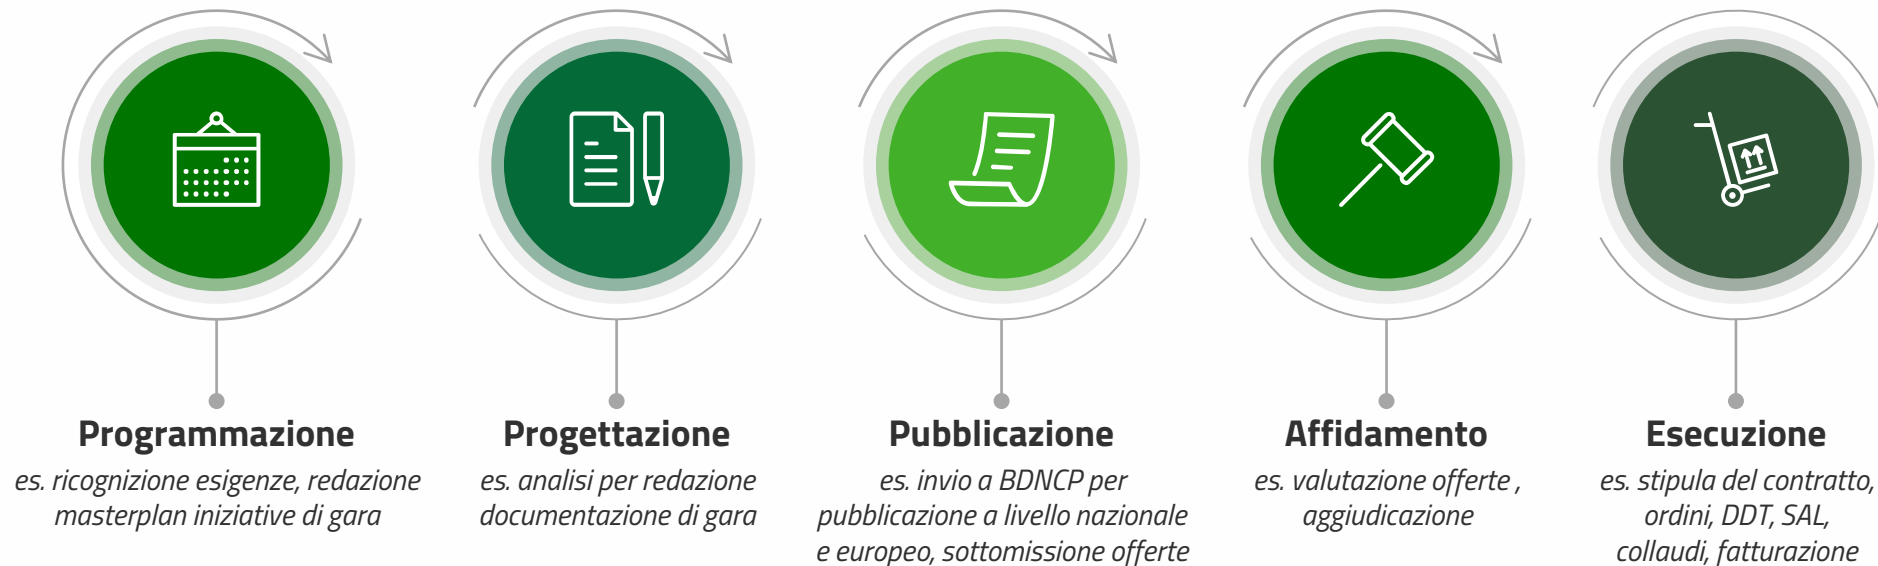 Programmazione
es. ricognizione esigenze, redazione
masterplan iniziative di gara
Progettazione
es. analisi per redazione
documentazione di gara
Pubblicazione
es. invio a BDNCP per
pubblicazione a livello nazionale
e europeo, sottomissione offerte
Affidamento
es. valutazione offerte ,
aggiudicazione
Esecuzione
es. stipula del contratto,
ordini, DDT, SAL,
collaudi, fatturazione